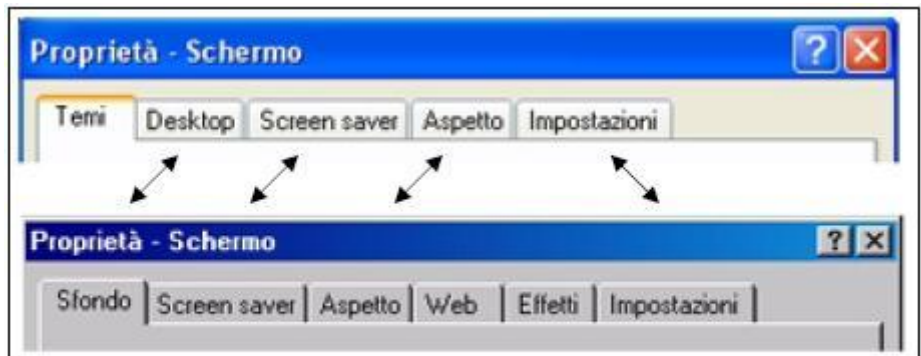 Proprietà - Schermo
Temi Desktop Screen saver Aspetto Impostazioni
Proprietà - Schermo
Sfondo Screen saver Aspetto Web Effetti Impostazioni